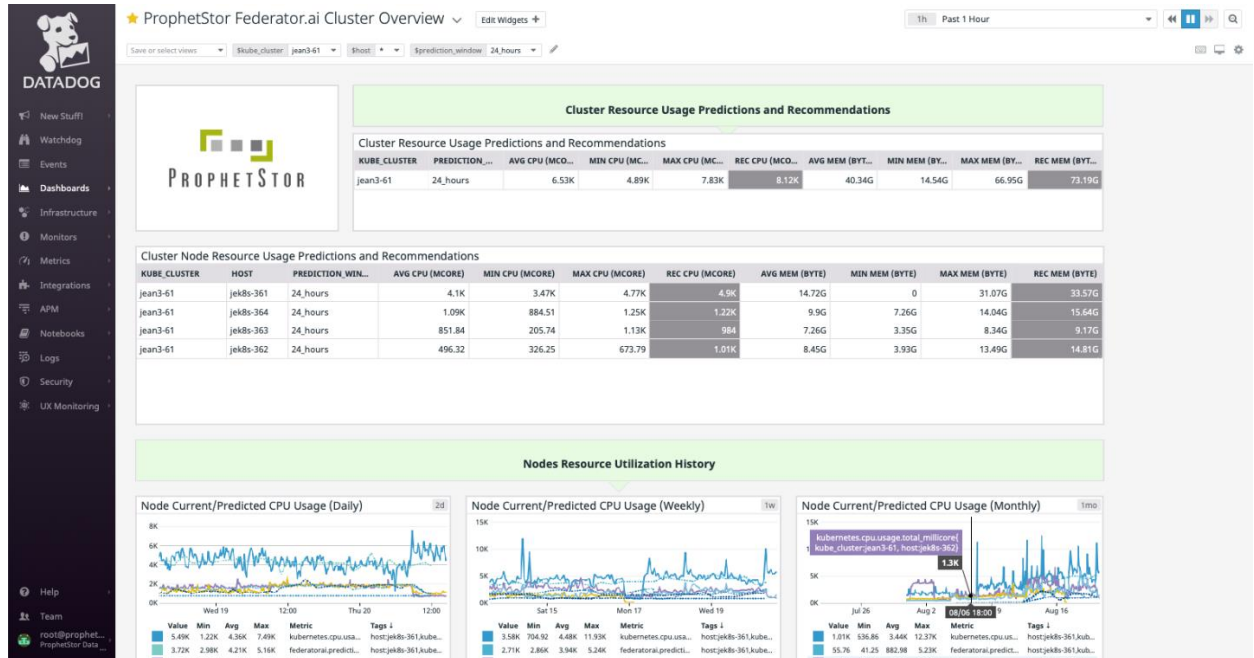 ProphetStor Federator.ai Cluster Overview
Edit Widgets +
1h Past 1 Hour
DATADOG
Save or select views
$kube_cluster jean3-61
$host *
$prediction_window 24_hours
New Stuff!
Watchdog
Events
Dashboards
Infrastructure
Monitors
Metrics
Integrations
APM
Notebooks
Logs
Security
UX Monitoring
Help
Team
root@prophet...
ProphetStor Data ...
PROPHETSTOR
Cluster Resource Usage Predictions and Recommendations
Cluster Resource Usage Predictions and Recommendations
KUBE_CLUSTER PREDICTION_... AVG CPU (MCO... MIN CPU (MC... MAX CPU (MC... REC CPU (MCO... AVG MEM (BYT... MIN MEM (BY... MAX MEM (BY... REC MEM (BYT...
jean3-61 24_hours 6.53K 4.89K 7.83K 8.12K 40.34G 14.54G 66.95G 73.19G
Cluster Node Resource Usage Predictions and Recommendations
KUBE_CLUSTER HOST PREDICTION_WIN... AVG CPU (MCORE) MIN CPU (MCORE) MAX CPU (MCORE) REC CPU (MCORE) AVG MEM (BYTE) MIN MEM (BYTE) MAX MEM (BYTE) REC MEM (BYTE)
jean3-61 jek8s-361 24_hours 4.1K 3.47K 4.77K 4.9K 14.72G 0 31.07G 33.57G
jean3-61 jek8s-364 24_hours 1.09K 884.51 1.25K 1.22K 9.9G 7.26G 14.04G 15.64G
jean3-61 jek8s-363 24_hours 851.84 205.74 1.13K 984 7.26G 3.35G 8.34G 9.17G
jean3-61 jek8s-362 24_hours 496.32 326.25 673.79 1.01K 8.45G 3.93G 13.49G 14.81G
Nodes Resource Utilization History
Node Current/Predicted CPU Usage (Daily) 2d
8K
6K
4K
2K
0K
Wed 19 12:00 Thu 20 12:00
Value Min Avg Max Metric Tags ↓
5.49K 1.22K 4.36K 7.49K kubernetes.cpu.usa... host:jek8s-361,kube...
3.72K 2.98K 4.21K 5.16K federatorai.predicti... host:jek8s-361,kube...
Node Current/Predicted CPU Usage (Weekly) 1w
15K
10K
5K
0K
Sat 15 Mon 17 Wed 19
Value Min Avg Max Metric Tags ↓
3.58K 704.92 4.48K 11.93K kubernetes.cpu.us... host:jek8s-361,kube...
2.71K 2.86K 3.94K 5.24K federatorai.predicti... host:jek8s-361,kube...
Node Current/Predicted CPU Usage (Monthly) 1mo
15K
kubernetes.cpu.usage.total_millicore{
kube_cluster:jean3-61, host:jek8s-362}
1.3K
5K
0K
Jul 26 Aug 2 08/06 18:00 9 Aug 16
Value Min Avg Max Metric Tags ↓
1.01K 536.86 3.44K 12.37K kubernetes.cpu.usa... host:jek8s-361,kub...
55.76 41.25 882.98 5.23K federatorai.predict... host:jek8s-361,kub...